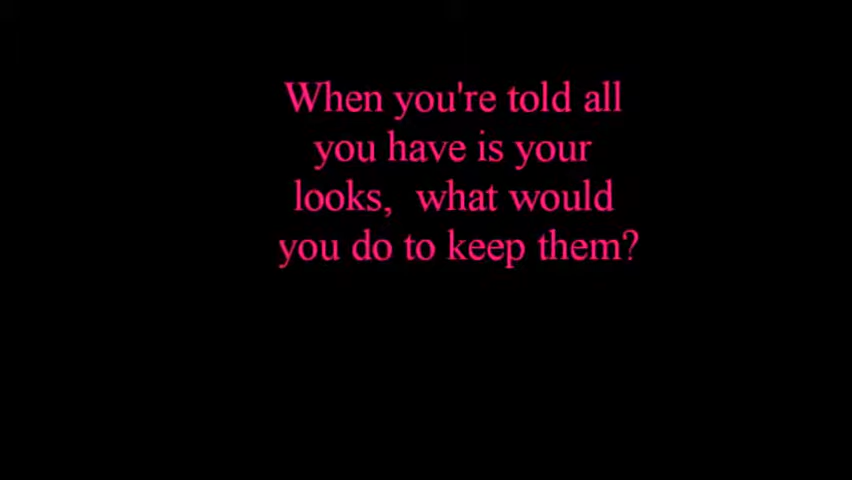 When you're told all
you have is your
looks,  what would
you do to keep them?